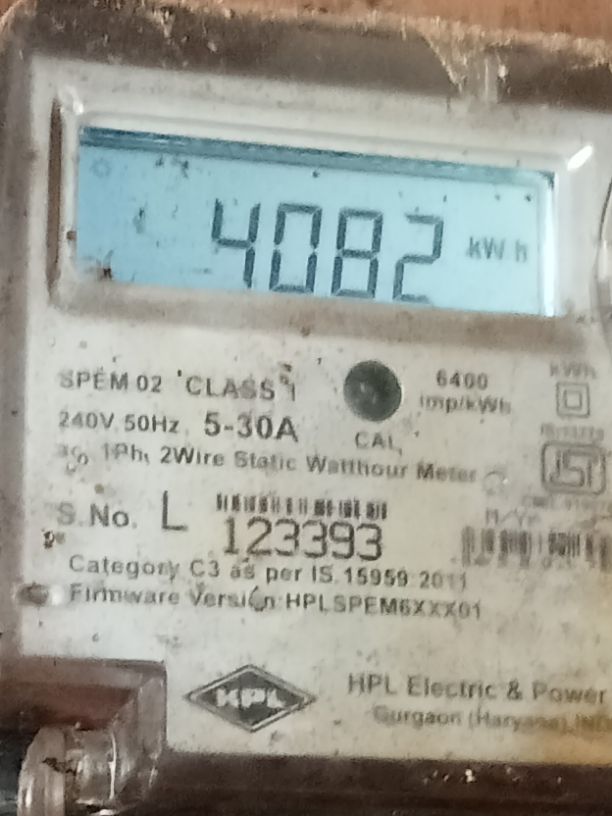 4082 kWh
SPEM 02 'CLASS' 1
6400
imp/kWh
240V, 50Hz, 5-30A
CAL
1Ph, 2Wire Static Watthour Meter
S.No. L 123393
Category C3 as per IS 15959:2011
Firmware Version:HPLSPEM6XXX01
HPL
HPL Electric & Power
Gurgaon (Haryana),